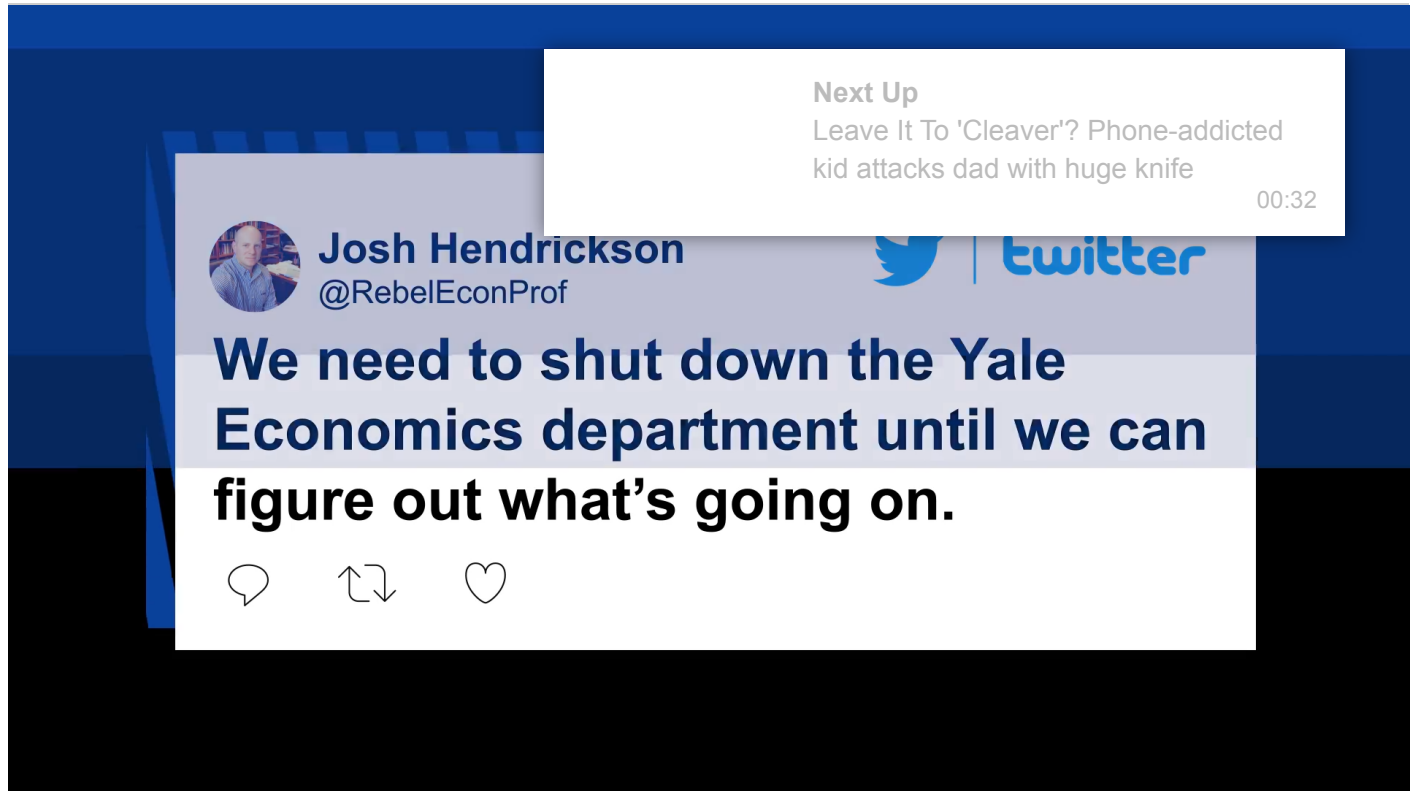 Next Up
Leave It To 'Cleaver'? Phone-addicted
kid attacks dad with huge knife
00:32
Josh Hendrickson
@RebelEconProf
twitter
We need to shut down the Yale
Economics department until we can
figure out what’s going on.